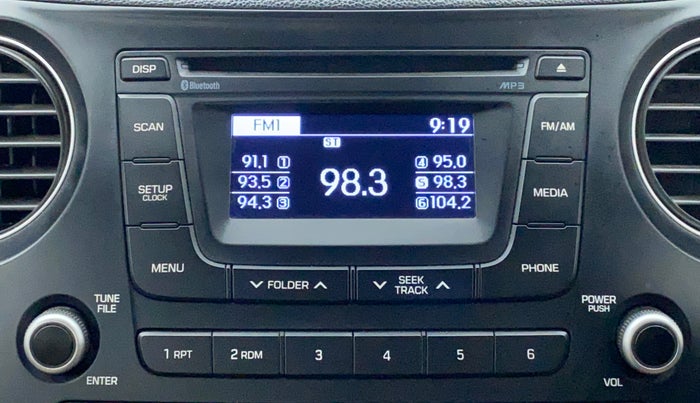 DISP
Bluetooth
MP3
SCAN
FM/AM
FM1
9:19
ST
91.1 1
4 95.0
93.5 2
98.3
5 98.3
94.3 3
6 104.2
SETUP
CLOCK
MEDIA
MENU
PHONE
FOLDER
SEEK
TRACK
TUNE
FILE
POWER
PUSH
1 RPT
2 RDM
3
4
5
6
ENTER
VOL